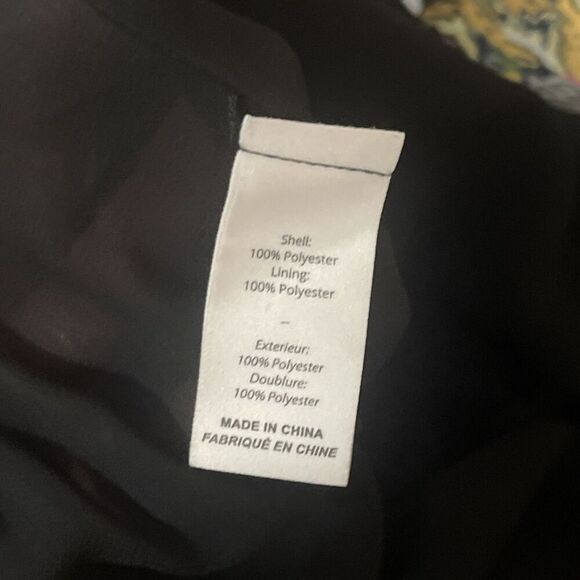 Shell:
100% Polyester
Lining:
100% Polyester
–
Exterieur:
100% Polyester
Doublure:
100% Polyester
MADE IN CHINA
FABRIQUÉ EN CHINE